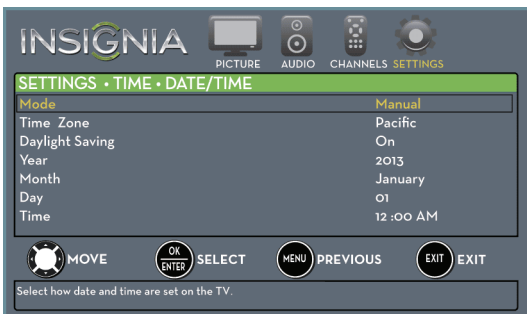 INSIGNIA
PICTURE AUDIO CHANNELS SETTINGS
SETTINGS • TIME • DATE/TIME
Mode Manual
Time Zone Pacific
Daylight Saving On
Year 2013
Month January
Day 01
Time 12 :00 AM
MOVE OK ENTER SELECT MENU PREVIOUS EXIT EXIT
Select how date and time are set on the TV.